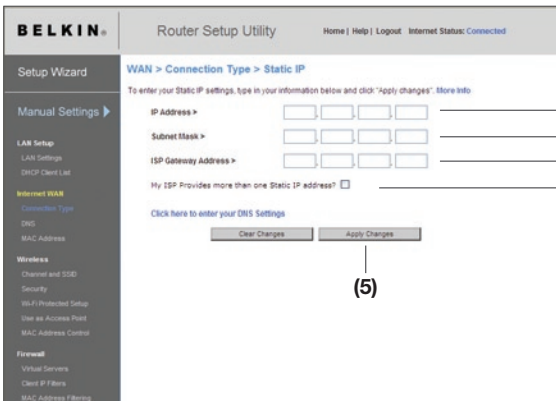 BELKIN®
Router Setup Utility
Home | Help | Logout Internet Status: Connected
Setup Wizard
Manual Settings
LAN Setup
LAN Settings
DHCP Client List
Internet WAN
Connection Type
DNS
MAC Address
Wireless
Channel and SSID
Security
Wi-Fi Protected Setup
Use as Access Point
MAC Address Control
Firewall
Virtual Servers
Client IP Filters
MAC Address Filtering
WAN > Connection Type > Static IP
To enter your Static IP settings, type in your information below and click "Apply changes". More Info
IP Address >
Subnet Mask >
ISP Gateway Address >
My ISP Provides more than one Static IP address?
Click here to enter your DNS Settings
Clear Changes
Apply Changes
(5)